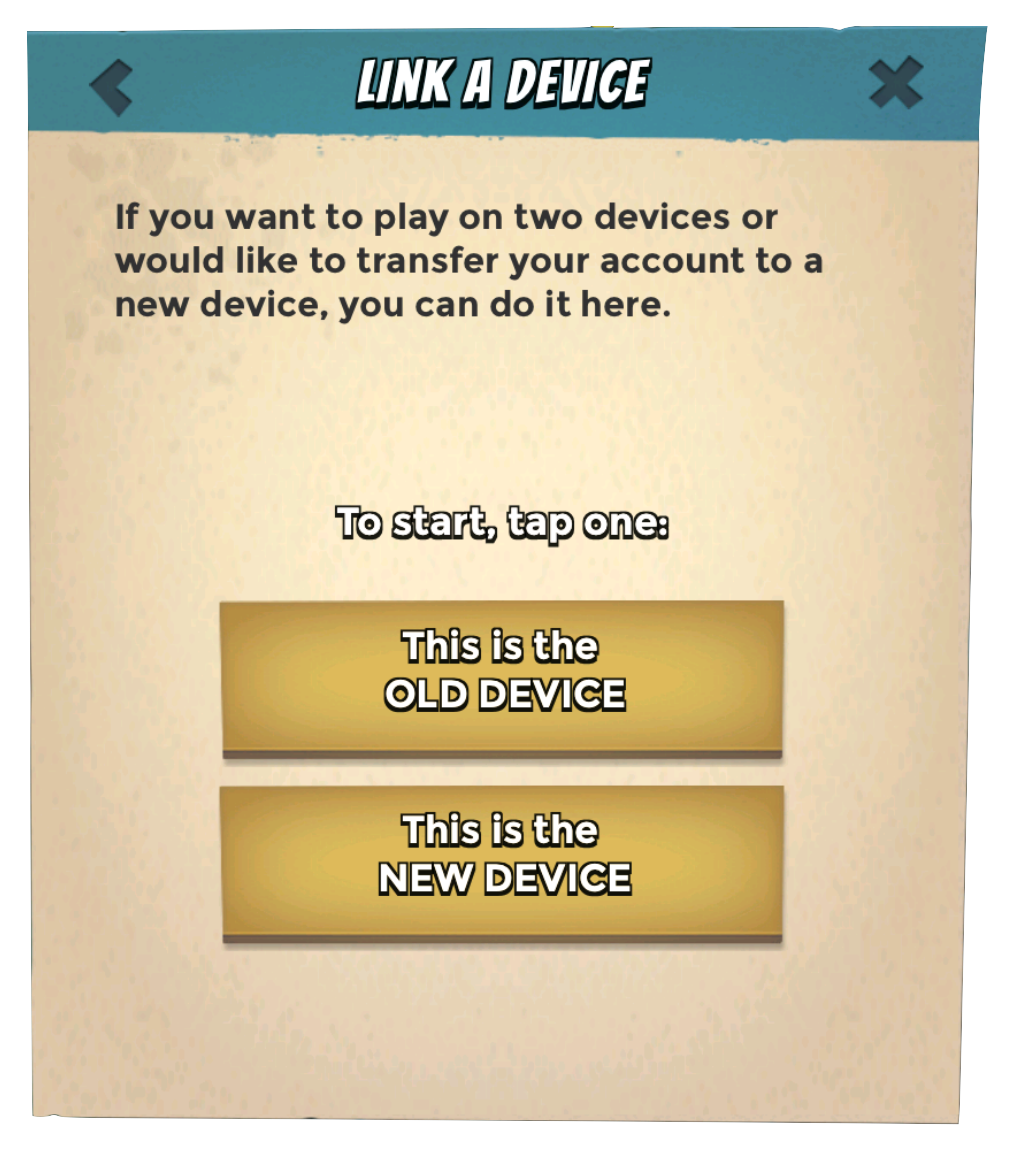 LINK A DEVICE
If you want to play on two devices or
would like to transfer your account to a
new device, you can do it here.
To start, tap one:
This is the
OLD DEVICE
This is the
NEW DEVICE